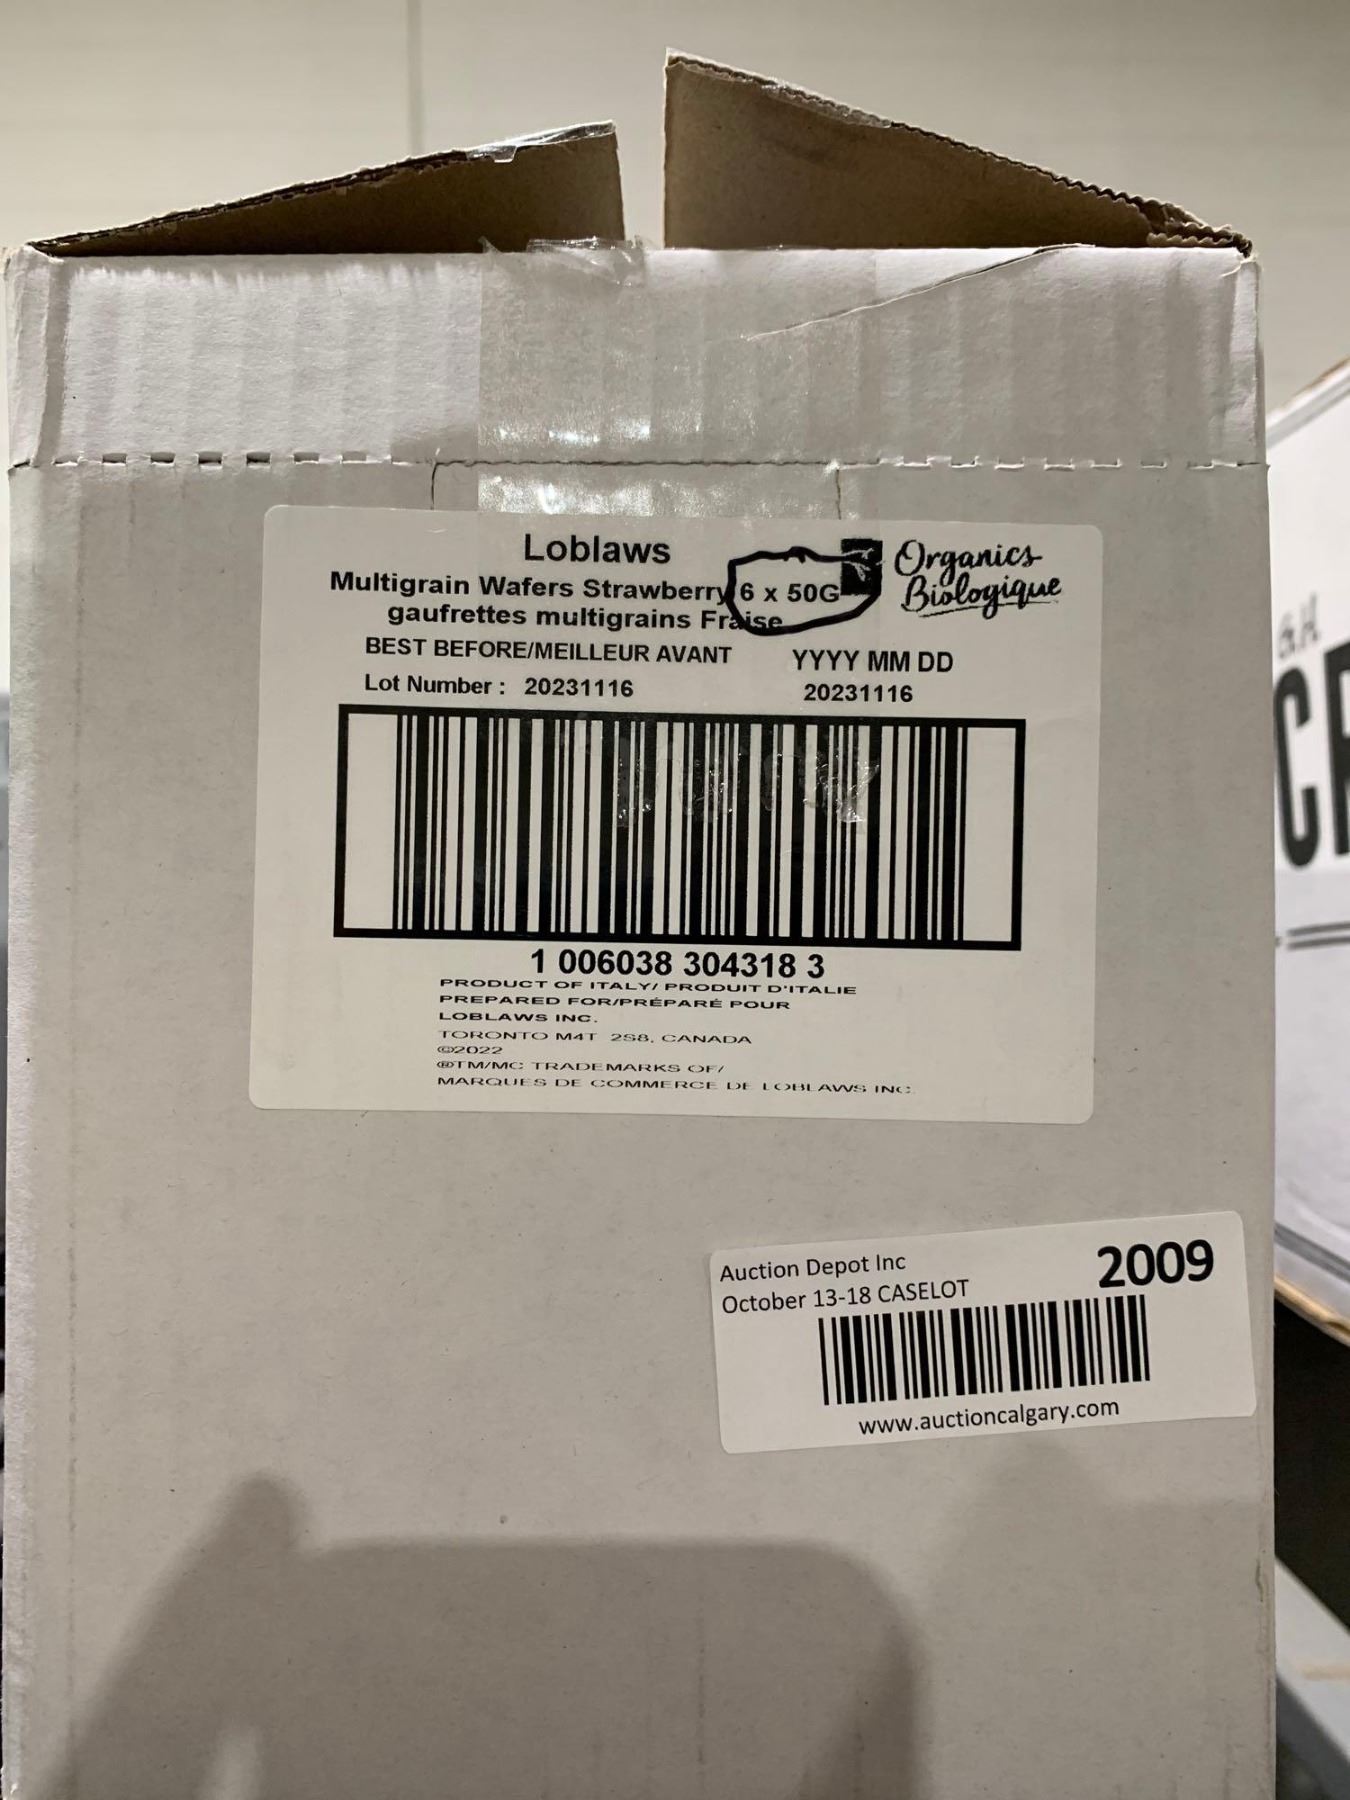 Loblaws
Multigrain Wafers Strawberry 6 x 50G
gaufrettes multigrains Fraise
Organics
Biologique
BEST BEFORE/MEILLEUR AVANT YYYY MM DD
Lot Number : 20231116 20231116
1 006038 304318 3
PRODUCT OF ITALY/ PRODUIT D'ITALIE
PREPARED FOR/PRÉPARÉ POUR
LOBLAWS INC.
TORONTO M4T 2S8, CANADA
©2022
®TM/MC TRADEMARKS OF/
MARQUES DE COMMERCE DE LOBLAWS INC.
Auction Depot Inc 2009
October 13-18 CASELOT
www.auctioncalgary.com